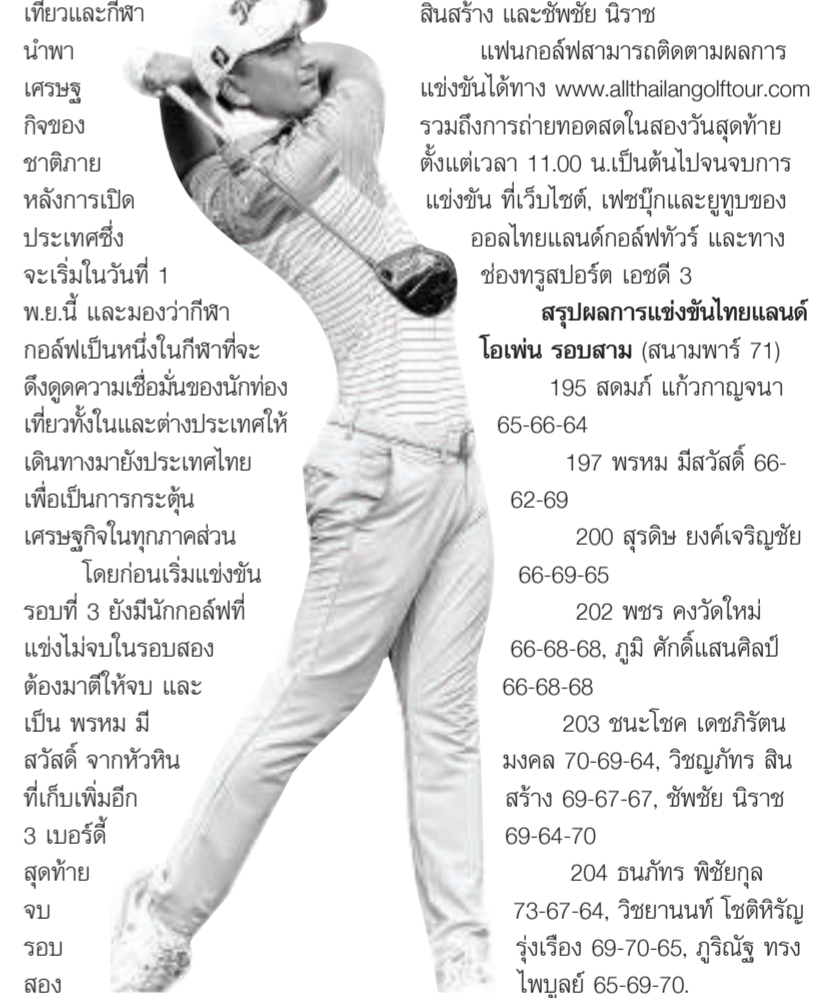 เที่ยวและกีฬา
นำพา
เศรษฐ
กิจของ
ชาติภาย
หลังการเปิด
ประเทศซึ่ง
จะเริ่มในวันที่ 1
พ.ย.นี้ และมองว่ากีฬา
กอล์ฟเป็นหนึ่งในกีฬาที่จะ
ดึงดูดความเชื่อมั่นของนักท่อง
เที่ยวทั้งในและต่างประเทศให้
เดินทางมายังประเทศไทย
เพื่อเป็นการกระตุ้น
เศรษฐกิจในทุกภาคส่วน
โดยก่อนเริ่มแข่งขัน
รอบที่ 3 ยังมีนักกอล์ฟที่
แข่งไม่จบในรอบสอง
ต้องมาตีให้จบ และ
เป็น พรหม มี
สวัสดิ์ จากหัวหิน
ที่เก็บเพิ่มอีก
3 เบอร์ดี้
สุดท้าย
จบ
รอบ
สอง
สินสร้าง และชัพชัย นิราช
แฟนกอล์ฟสามารถติดตามผลการ
แข่งขันได้ทาง www.allthailangolftour.com
รวมถึงการถ่ายทอดสดในสองวันสุดท้าย
ตั้งแต่เวลา 11.00 น.เป็นต้นไปจนจบการ
แข่งขัน ที่เว็บไซต์, เฟซบุ๊กและยูทูบของ
ออลไทยแลนด์กอล์ฟทัวร์ และทาง
ช่องทรูสปอร์ต เอชดี 3
สรุปผลการแข่งขันไทยแลนด์
โอเพ่น รอบสาม (สนามพาร์ 71)
195 สดมภ์ แก้วกาญจนา
65-66-64
197 พรหม มีสวัสดิ์ 66-
62-69
200 สุรดิษ ยงค์เจริญชัย
66-69-65
202 พชร คงวัดใหม่
66-68-68, ภูมิ ศักดิ์แสนศิลป์
66-68-68
203 ชนะโชค เดชภิรัตน
มงคล 70-69-64, วิชญภัทร สิน
สร้าง 69-67-67, ชัพชัย นิราช
69-64-70
204 ธนภัทร พิชัยกุล
73-67-64, วิชยานนท์ โชติหิรัญ
รุ่งเรือง 69-70-65, ภูริณัฐ ทรง
ไพบูลย์ 65-69-70.